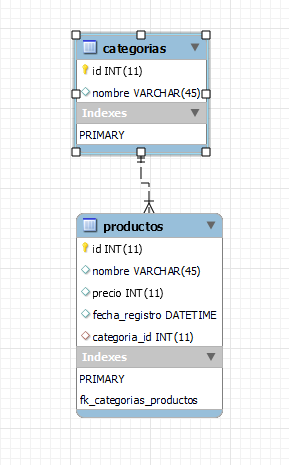 categorias
id INT(11)
nombre VARCHAR(45)
Indexes
PRIMARY
productos
id INT(11)
nombre VARCHAR(45)
precio INT(11)
fecha_registro DATETIME
categoria_id INT(11)
Indexes
PRIMARY
fk_categorias_productos